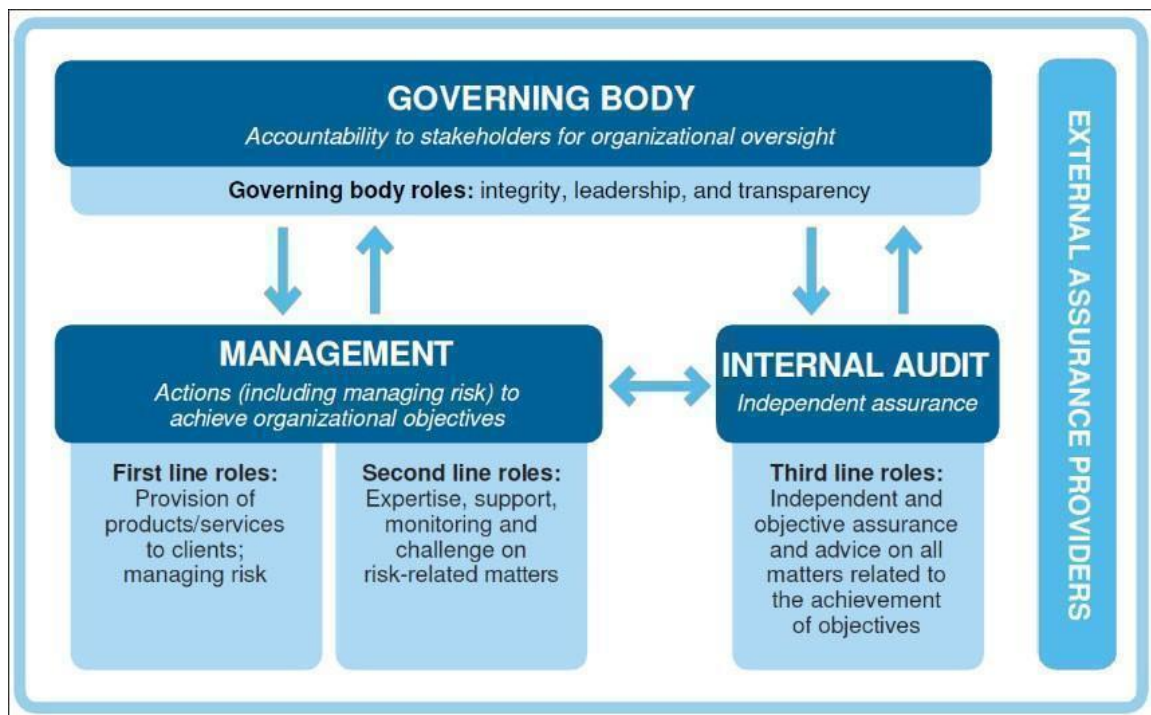 GOVERNING BODY
Accountability to stakeholders for organizational oversight
Governing body roles: integrity, leadership, and transparency
MANAGEMENT
Actions (including managing risk) to
achieve organizational objectives
First line roles:
Provision of
products/services
to clients;
managing risk
Second line roles:
Expertise, support,
monitoring and
challenge on
risk-related matters
INTERNAL AUDIT
Independent assurance
Third line roles:
Independent and
objective assurance
and advice on all
matters related to
the achievement
of objectives
EXTERNAL ASSURANCE PROVIDERS